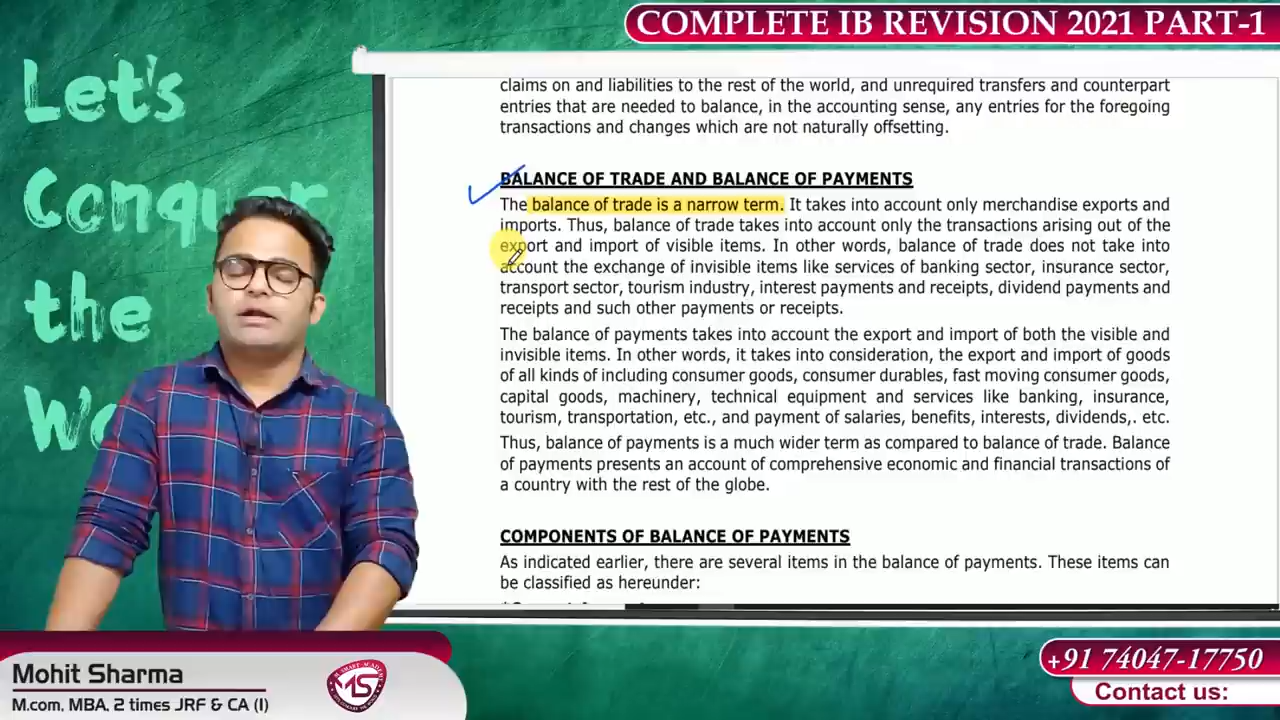 COMPLETE IB REVISION 2021 PART-1
Let's
Conquer
the
claims on and liabilities to the rest of the world, and unrequired transfers and counterpart
entries that are needed to balance, in the accounting sense, any entries for the foregoing
transactions and changes which are not naturally offsetting.
BALANCE OF TRADE AND BALANCE OF PAYMENTS
The balance of trade is a narrow term. It takes into account only merchandise exports and
imports. Thus, balance of trade takes into account only the transactions arising out of the
export and import of visible items. In other words, balance of trade does not take into
account the exchange of invisible items like services of banking sector, insurance sector,
transport sector, tourism industry, interest payments and receipts, dividend payments and
receipts and such other payments or receipts.
The balance of payments takes into account the export and import of both the visible and
invisible items. In other words, it takes into consideration, the export and import of goods
of all kinds of including consumer goods, consumer durables, fast moving consumer goods,
capital goods, machinery, technical equipment and services like banking, insurance,
tourism, transportation, etc., and payment of salaries, benefits, interests, dividends,. etc.
Thus, balance of payments is a much wider term as compared to balance of trade. Balance
of payments presents an account of comprehensive economic and financial transactions of
a country with the rest of the globe.
COMPONENTS OF BALANCE OF PAYMENTS
As indicated earlier, there are several items in the balance of payments. These items can
be classified as hereunder:
Mohit Sharma
M.com, MBA, 2 times JRF & CA (I)
MS
+91 74047-17750
Contact us: